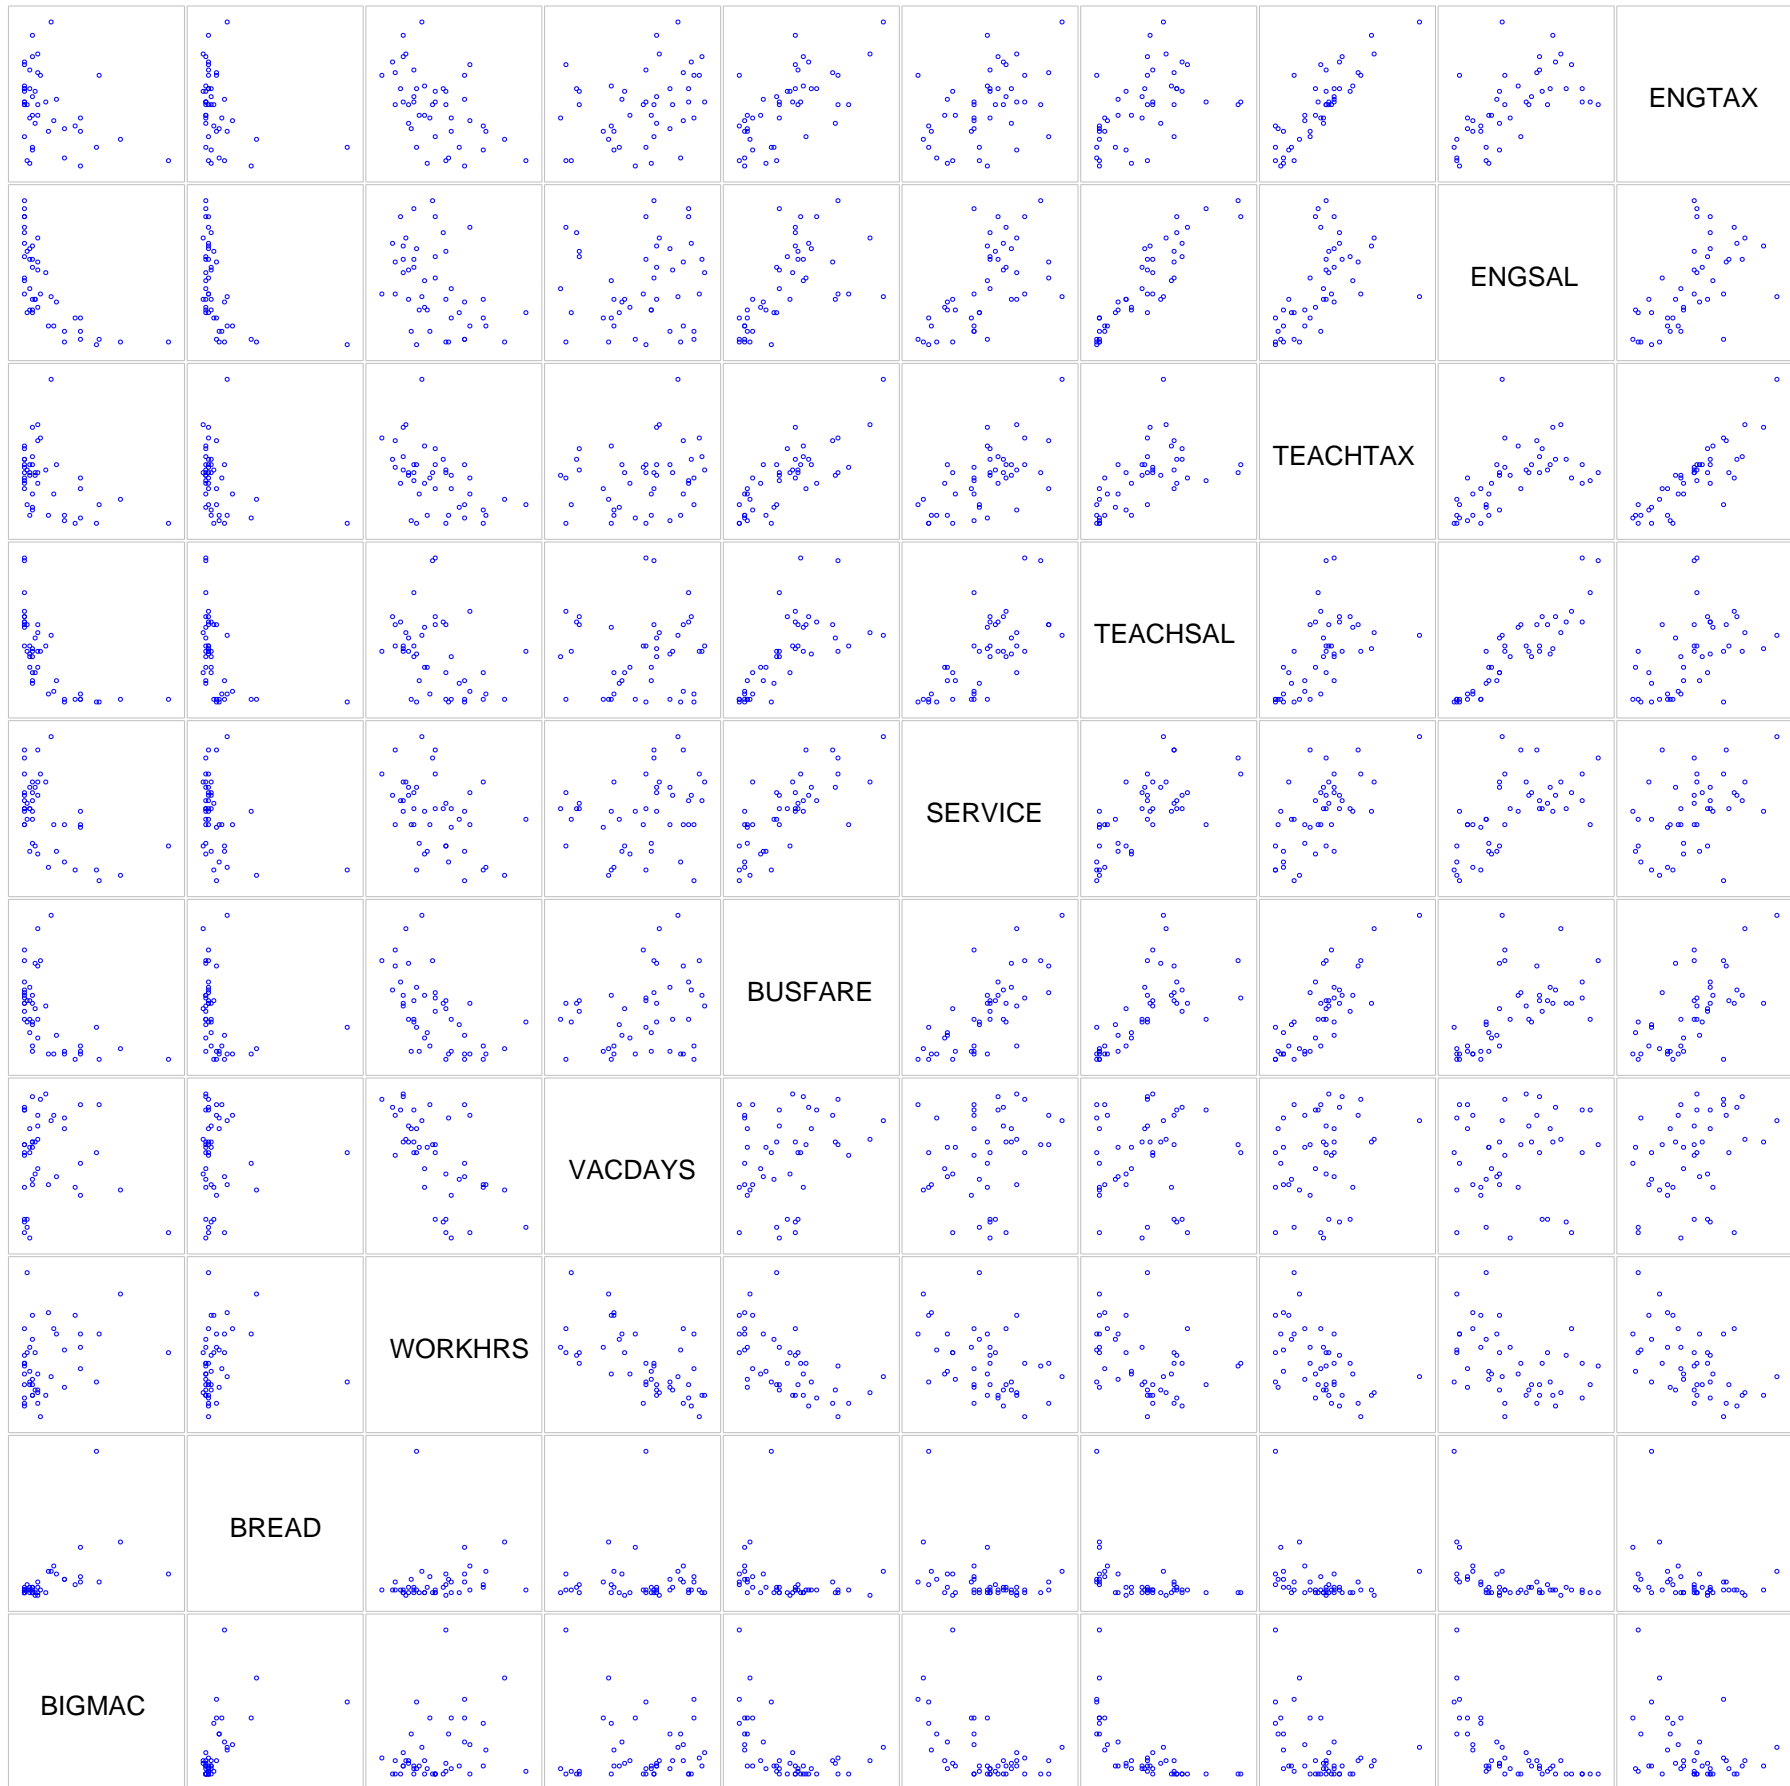 ENGTAX
ENGSAL
TEACHTAX
TEACHSAL
SERVICE
BUSFARE
VACDAYS
WORKHRS
BREAD
BIGMAC